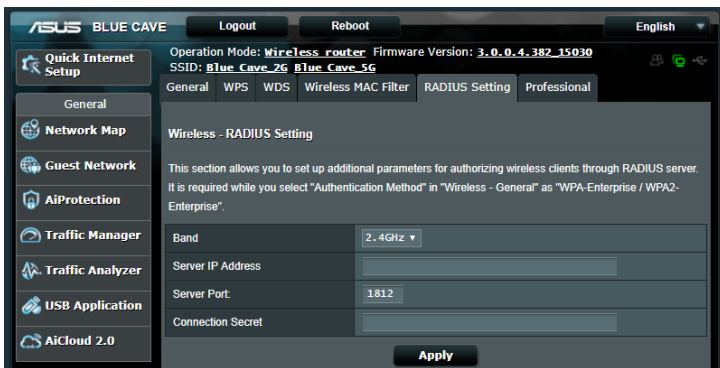 ASUS BLUE CAVE Logout Reboot English
Quick Internet Setup
Operation Mode: Wireless router Firmware Version: 3.0.0.4.382_15030
SSID: Blue Cave_2G Blue Cave_5G
General WPS WDS Wireless MAC Filter RADIUS Setting Professional
General
Network Map
Guest Network
AiProtection
Traffic Manager
Traffic Analyzer
USB Application
AiCloud 2.0
Wireless - RADIUS Setting
This section allows you to set up additional parameters for authorizing wireless clients through RADIUS server.
It is required while you select "Authentication Method" in "Wireless - General" as "WPA-Enterprise / WPA2-
Enterprise".
Band 2.4GHz
Server IP Address
Server Port: 1812
Connection Secret
Apply